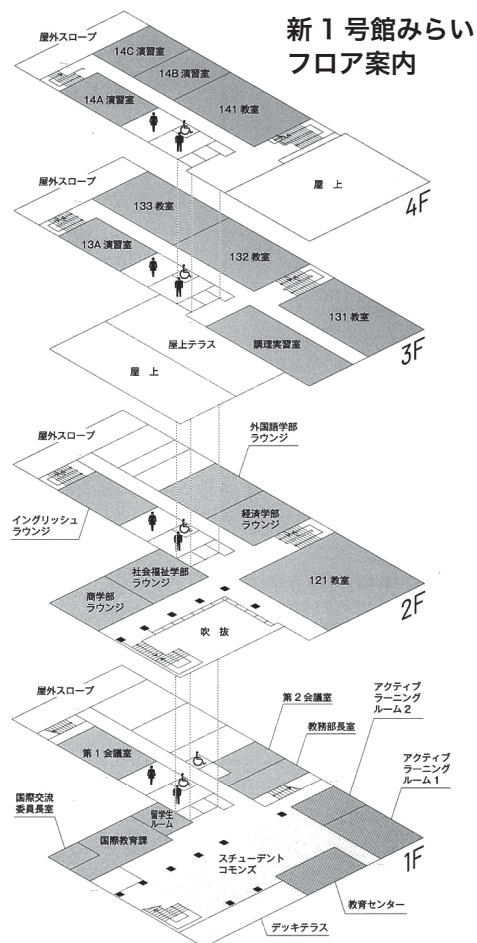 新1号館みらい
フロア案内
屋外スロープ
14C 演習室
14B 演習室
14A 演習室
141 教室
屋 上
4F
屋外スロープ
133 教室
13A 演習室
132 教室
131 教室
屋上テラス
調理実習室
屋 上
3F
外国語学部
ラウンジ
屋外スロープ
経済学部
ラウンジ
イングリッシュ
ラウンジ
社会福祉学部
ラウンジ
商学部
ラウンジ
121 教室
吹 抜
2F
屋外スロープ
第2会議室
アクティブ
ラーニング
ルーム2
教務部長室
第1会議室
アクティブ
ラーニング
ルーム1
国際交流
委員長室
留学生
ルーム
国際教育課
スチューデント
コモンズ
1F
教育センター
デッキテラス